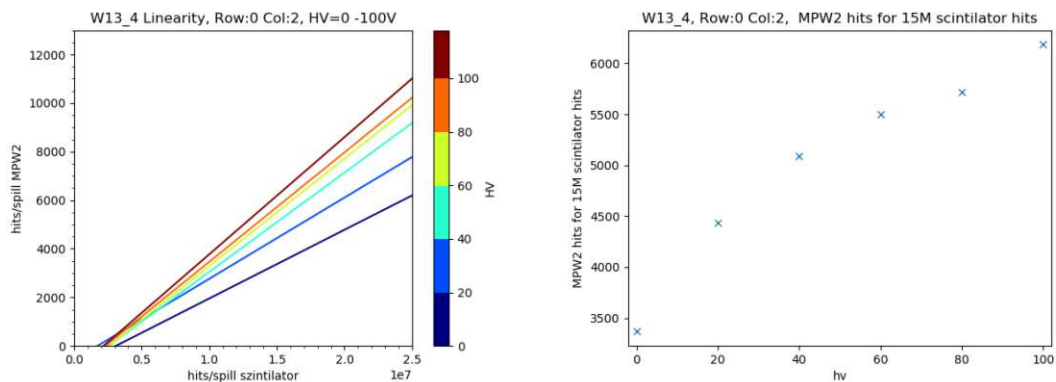 W13_4 Linearity, Row:0 Col:2, HV=0 -100V
12000
10000
8000
6000
4000
2000
0
hits/spill MPW2
0.0 0.5 1.0 1.5 2.0 2.5
1e7
hits/spill szintilator
100
80
60
40
20
0
HV
W13_4, Row:0 Col:2, MPW2 hits for 15M scintilator hits
6000
5500
5000
4500
4000
3500
MPW2 hits for 15M scintilator hits
0 20 40 60 80 100
hv